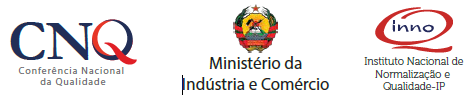 CNQ
Conferência Nacional
da Qualidade
Ministério da
Indústria e Comércio
inno
Instituto Nacional de
Normalização e
Qualidade-IP